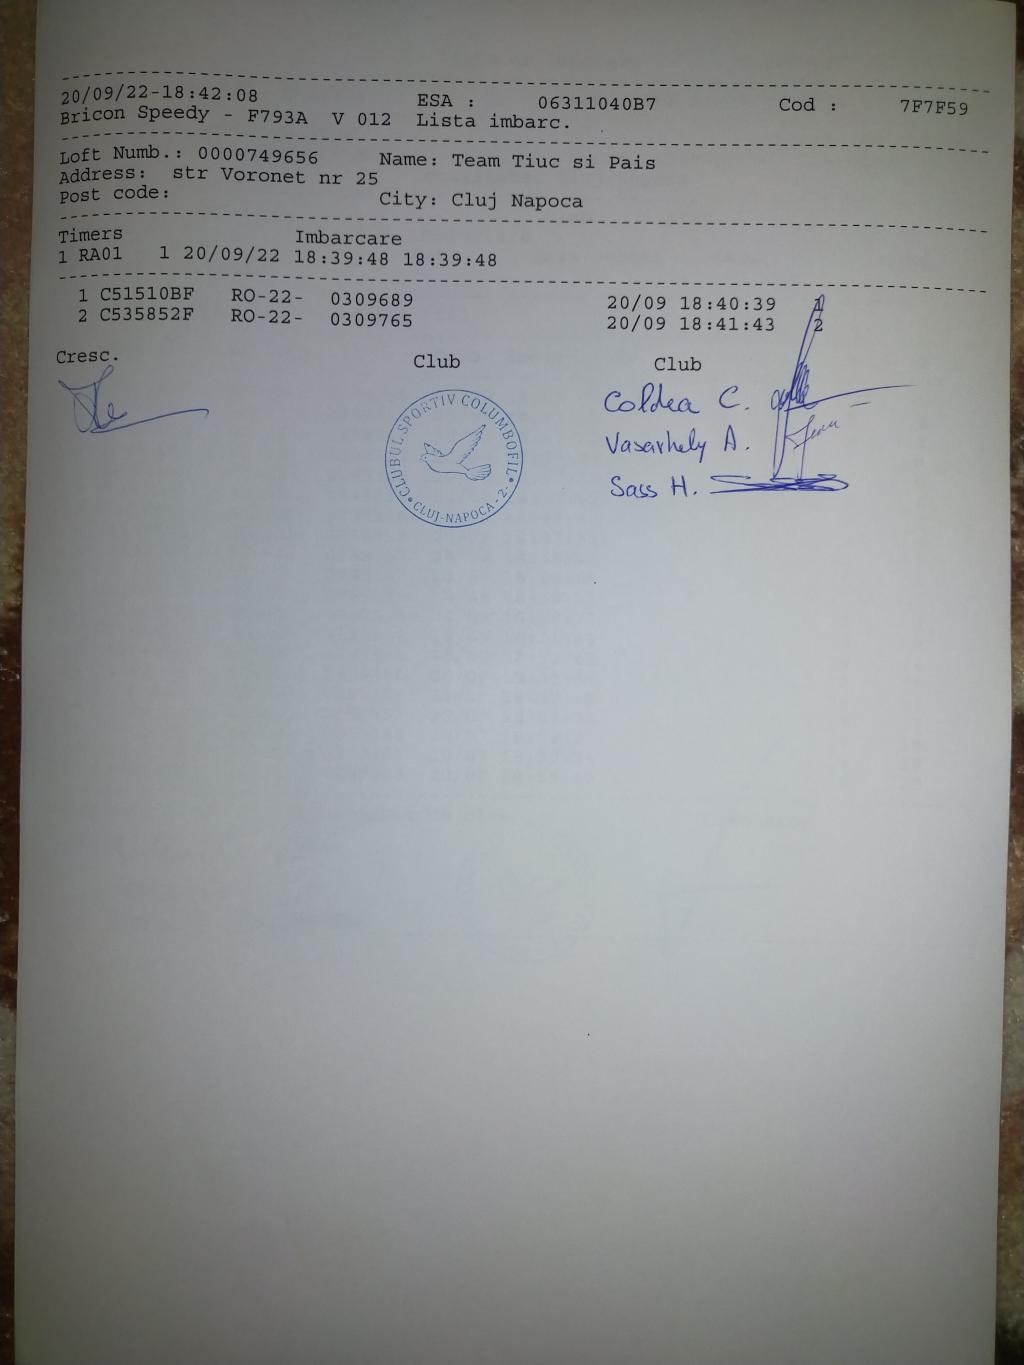 20/09/22-18:42:08 ESA : 06311040B7 Cod : 7F7F59
Bricon Speedy - F793A V 012 Lista imbarc.
Loft Numb.: 0000749656 Name: Team Tiuc si Pais
Address: str Voronet nr 25
Post code: City: Cluj Napoca
Timers Imbarcare
1 RA01 1 20/09/22 18:39:48 18:39:48
1 C51510BF RO-22- 0309689 20/09 18:40:39 1
2 C535852F RO-22- 0309765 20/09 18:41:43 2
Cresc. Club Club
Coldea C.
Vasarhely A.
Sass H.
CLUBUL SPORTIV COLUMBOFIL
CLUJ-NAPOCA -2-